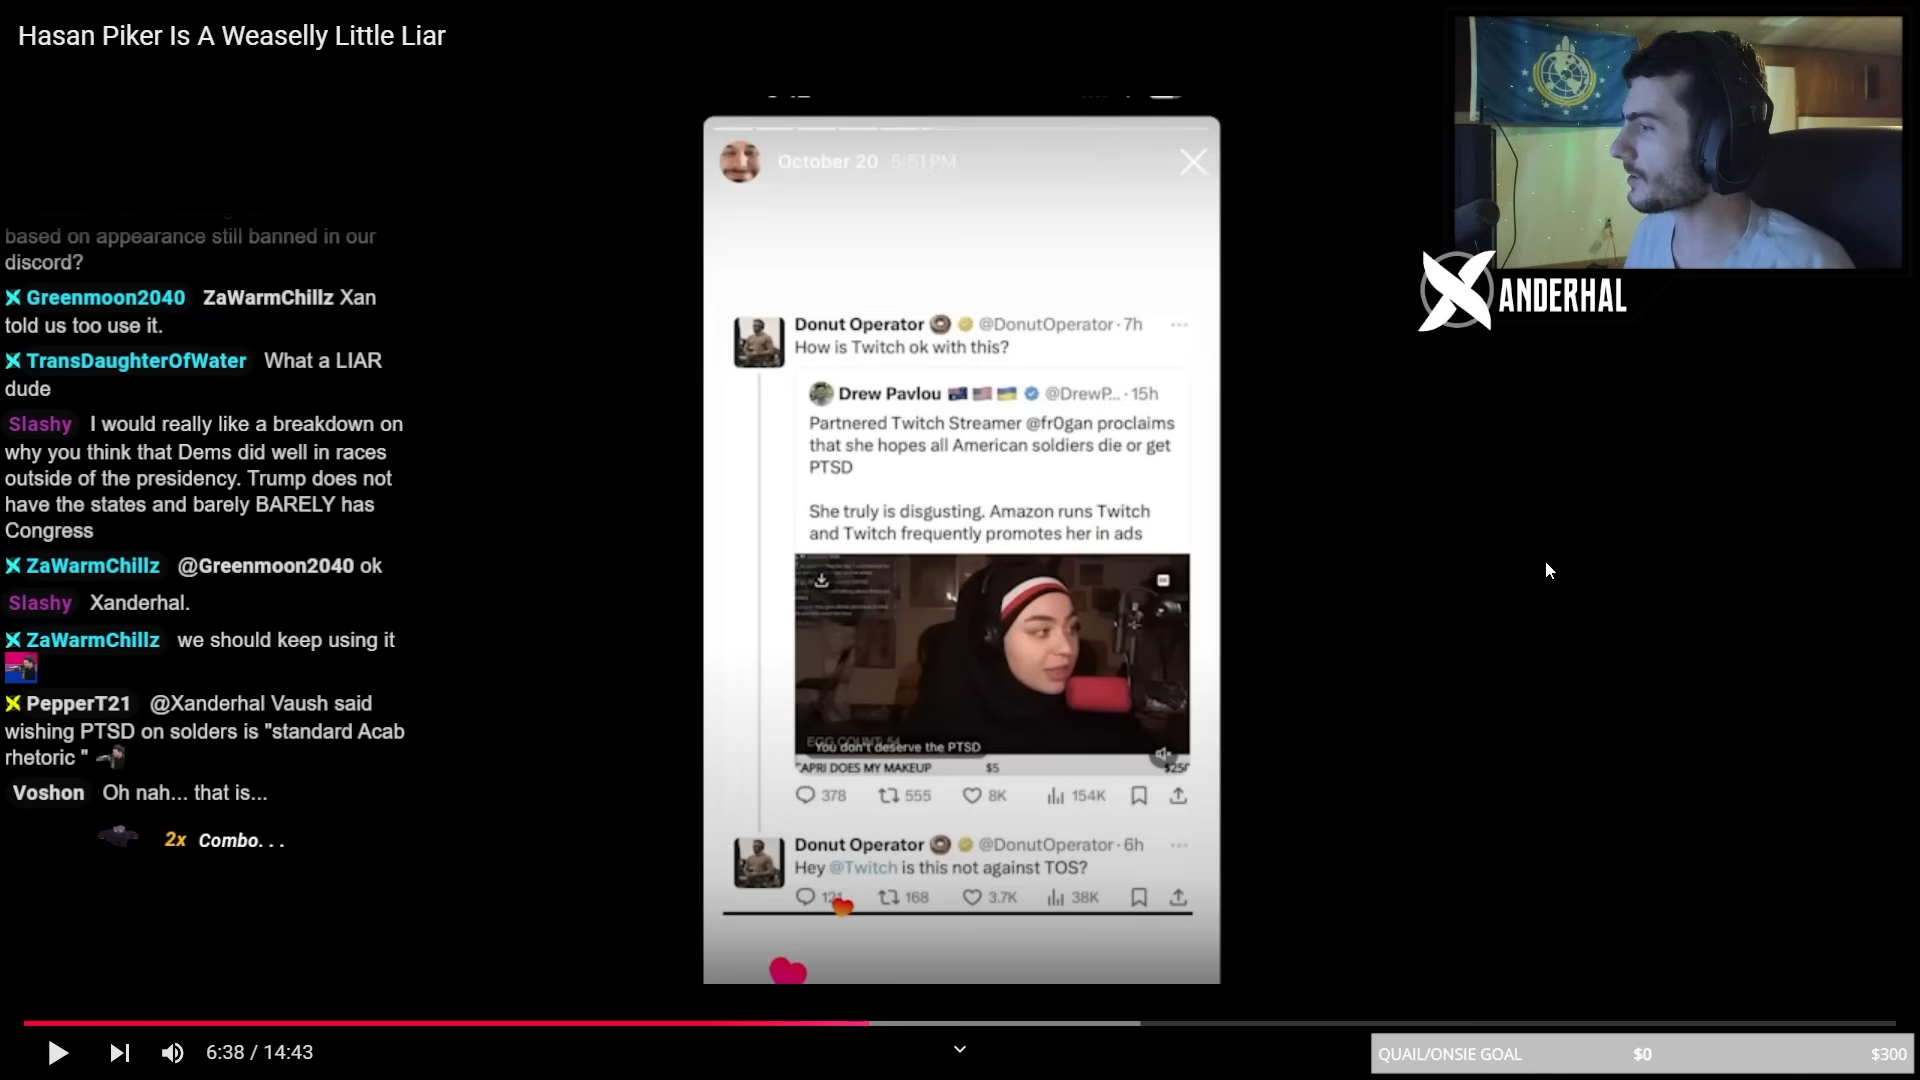 Hasan Piker Is A Weaselly Little Liar
based on appearance still banned in our
discord?
Greenmoon2040 ZaWarmChillz Xan
told us too use it.
TransDaughterOfWater What a LIAR
dude
Slashy I would really like a breakdown on
why you think that Dems did well in races
outside of the presidency. Trump does not
have the states and barely BARELY has
Congress
ZaWarmChillz @Greenmoon2040 ok
Slashy Xanderhal.
ZaWarmChillz we should keep using it
PepperT21 @Xanderhal Vaush said
wishing PTSD on solders is "standard Acab
rhetoric "
Voshon Oh nah... that is...
2x Combo. . .
October 20 5:51 PM
Donut Operator @DonutOperator · 7h
How is Twitch ok with this?
Drew Pavlou @DrewP... · 15h
Partnered Twitch Streamer @fr0gan proclaims
that she hopes all American soldiers die or get
PTSD
She truly is disgusting. Amazon runs Twitch
and Twitch frequently promotes her in ads
EGG COUNT: 54
You don't deserve the PTSD
CAPRI DOES MY MAKEUP $5 $250
378 555 8K 154K
Donut Operator @DonutOperator · 6h
Hey @Twitch is this not against TOS?
121 168 3.7K 38K
XANDERHAL
6:38 / 14:43
QUAIL/ONSIE GOAL $0 $300